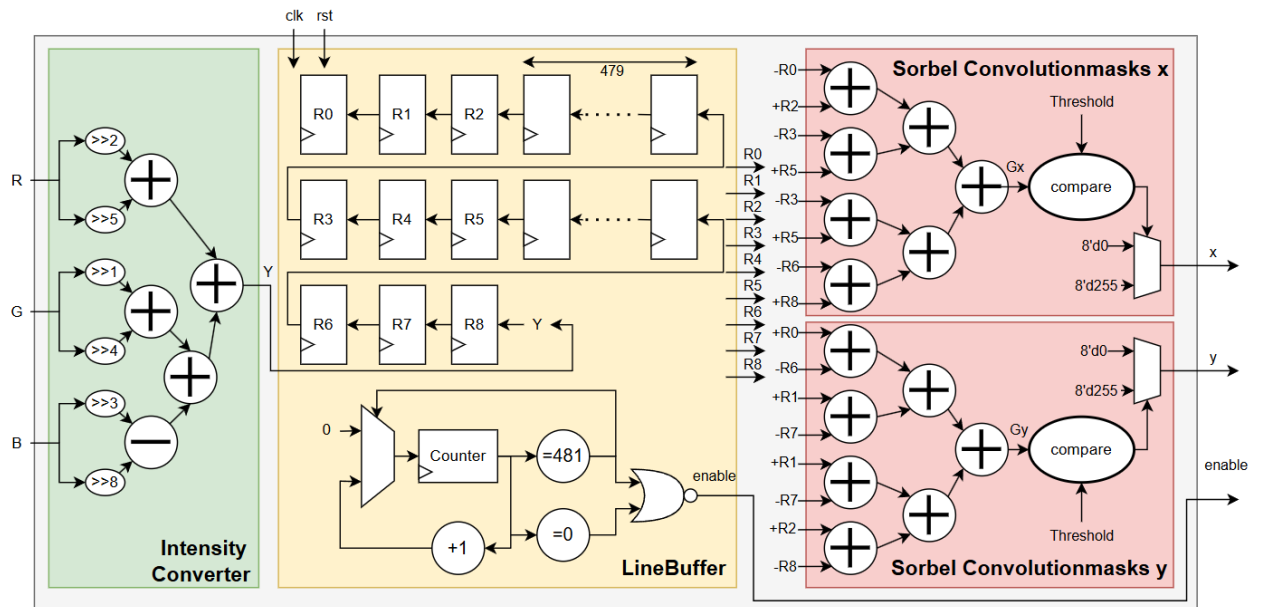 clk rst
R
G
B
>>2
>>5
>>1
>>4
>>3
>>8
Y
Intensity
Converter
479
R0 R1 R2
R3 R4 R5
R6 R7 R8 Y
0
Counter
=481
=0
+1
enable
LineBuffer
R0
R1
R2
R3
R4
R5
R6
R7
R8
Sorbel Convolutionmasks x
-R0
+R2
-R3
+R5
-R3
+R5
-R6
+R8
Gx
Threshold
compare
8'd0
8'd255
x
+R0
-R6
+R1
-R7
+R1
-R7
+R2
-R8
Gy
compare
Threshold
8'd0
8'd255
y
enable
Sorbel Convolutionmasks y